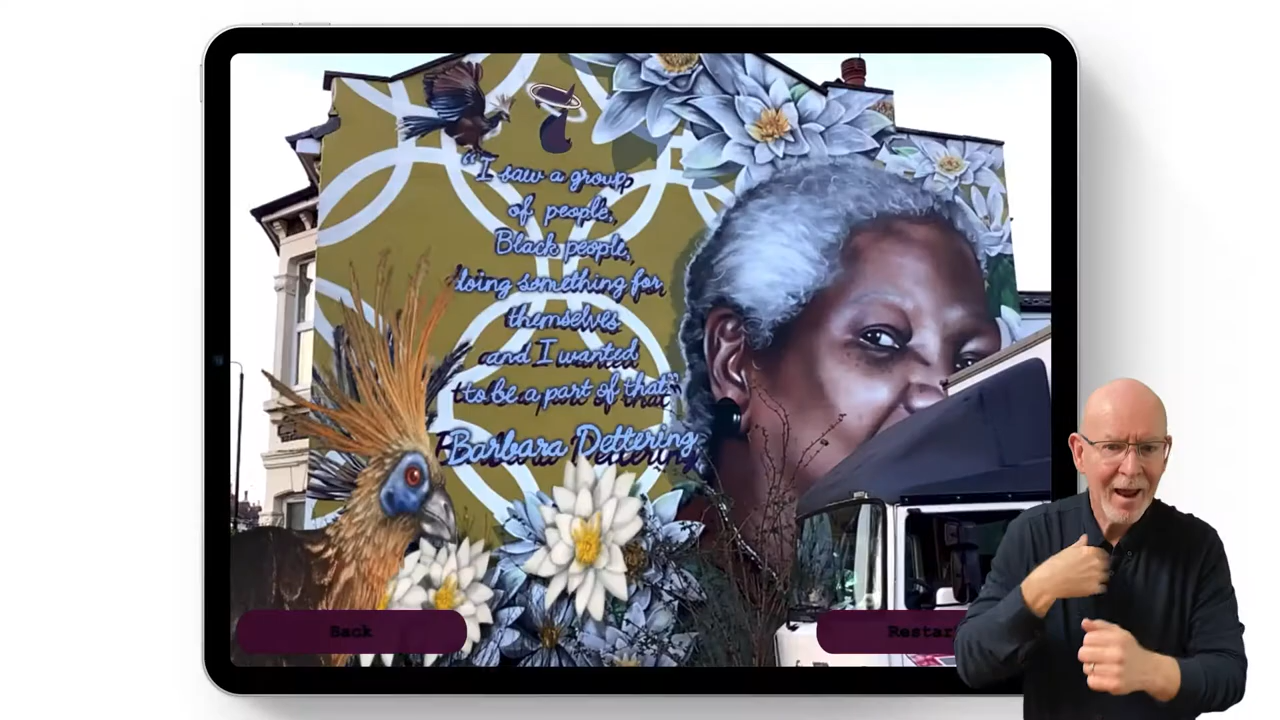 "I saw a group,
of people,
Black people,
doing something for
themselves
and I wanted
to be a part of that"
Barbara Dettering
Back
Restart